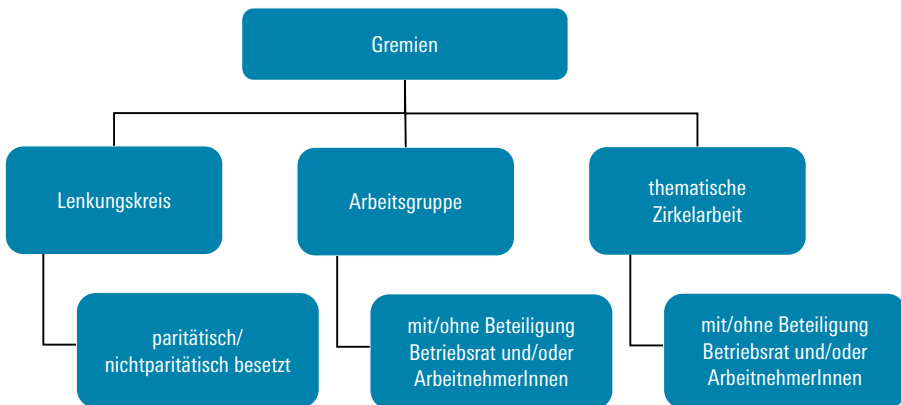 Gremien
Lenkungskreis
Arbeitsgruppe
thematische
Zirkelarbeit
paritätisch/
nichtparitätisch besetzt
mit/ohne Beteiligung
Betriebsrat und/oder
ArbeitnehmerInnen
mit/ohne Beteiligung
Betriebsrat und/oder
ArbeitnehmerInnen